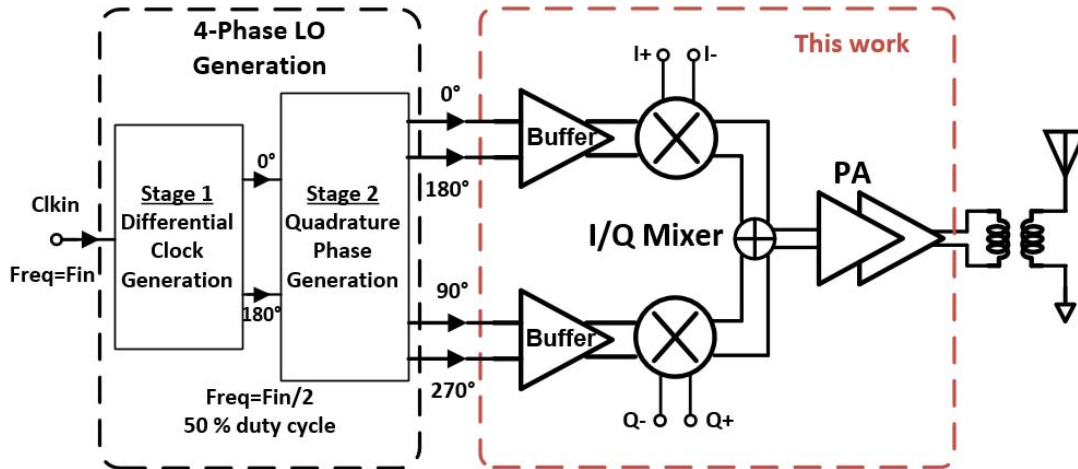 4-Phase LO
Generation
This work
I+
I-
0°
Buffer
180°
0°
Stage 1
Differential
Clock
Generation
Stage 2
Quadrature
Phase
Generation
Clkin
Freq=Fin
180°
PA
I/Q Mixer
90°
Buffer
270°
Freq=Fin/2
50 % duty cycle
Q-
Q+